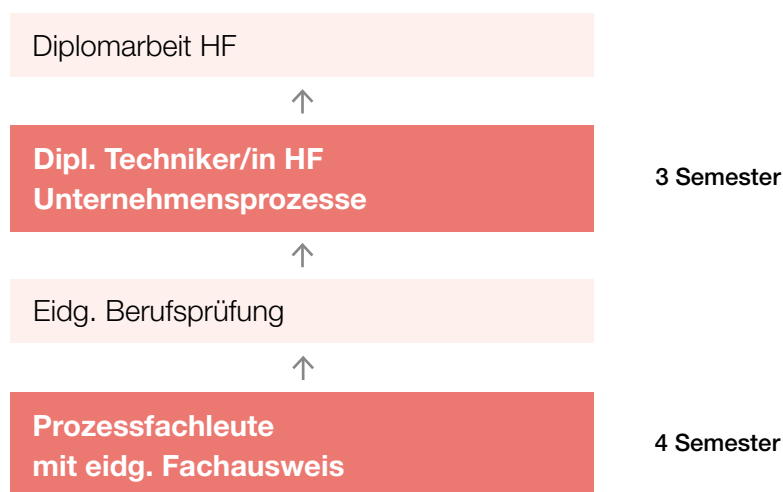 Diplomarbeit HF
Dipl. Techniker/in HF
Unternehmensprozesse
3 Semester
Eidg. Berufsprüfung
Prozessfachleute
mit eidg. Fachausweis
4 Semester